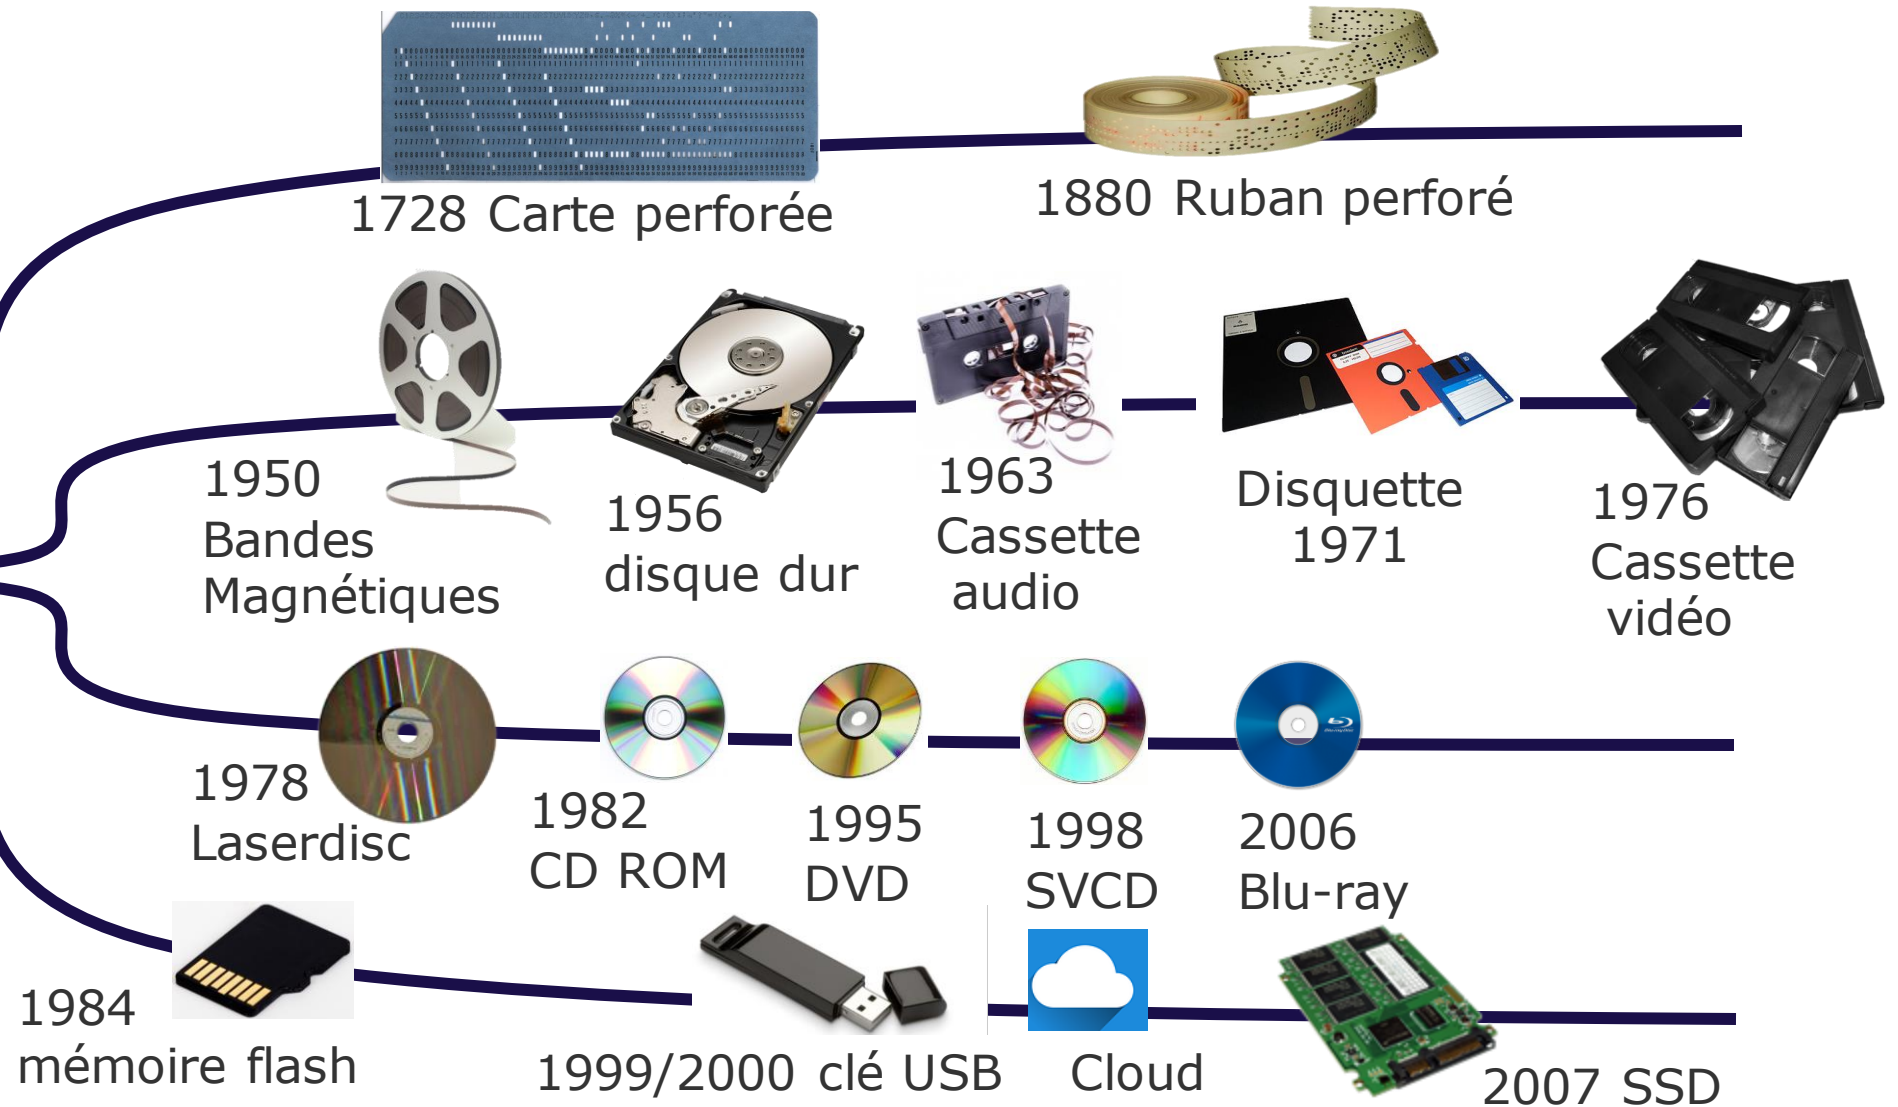 1728 Carte perforée
1880 Ruban perforé
1950
Bandes
Magnétiques
1956
disque dur
1963
Cassette
audio
Disquette
1971
1976
Cassette
vidéo
1978
Laserdisc
1982
CD ROM
1995
DVD
1998
SVCD
2006
Blu-ray
1984
mémoire flash
1999/2000 clé USB
Cloud
2007 SSD